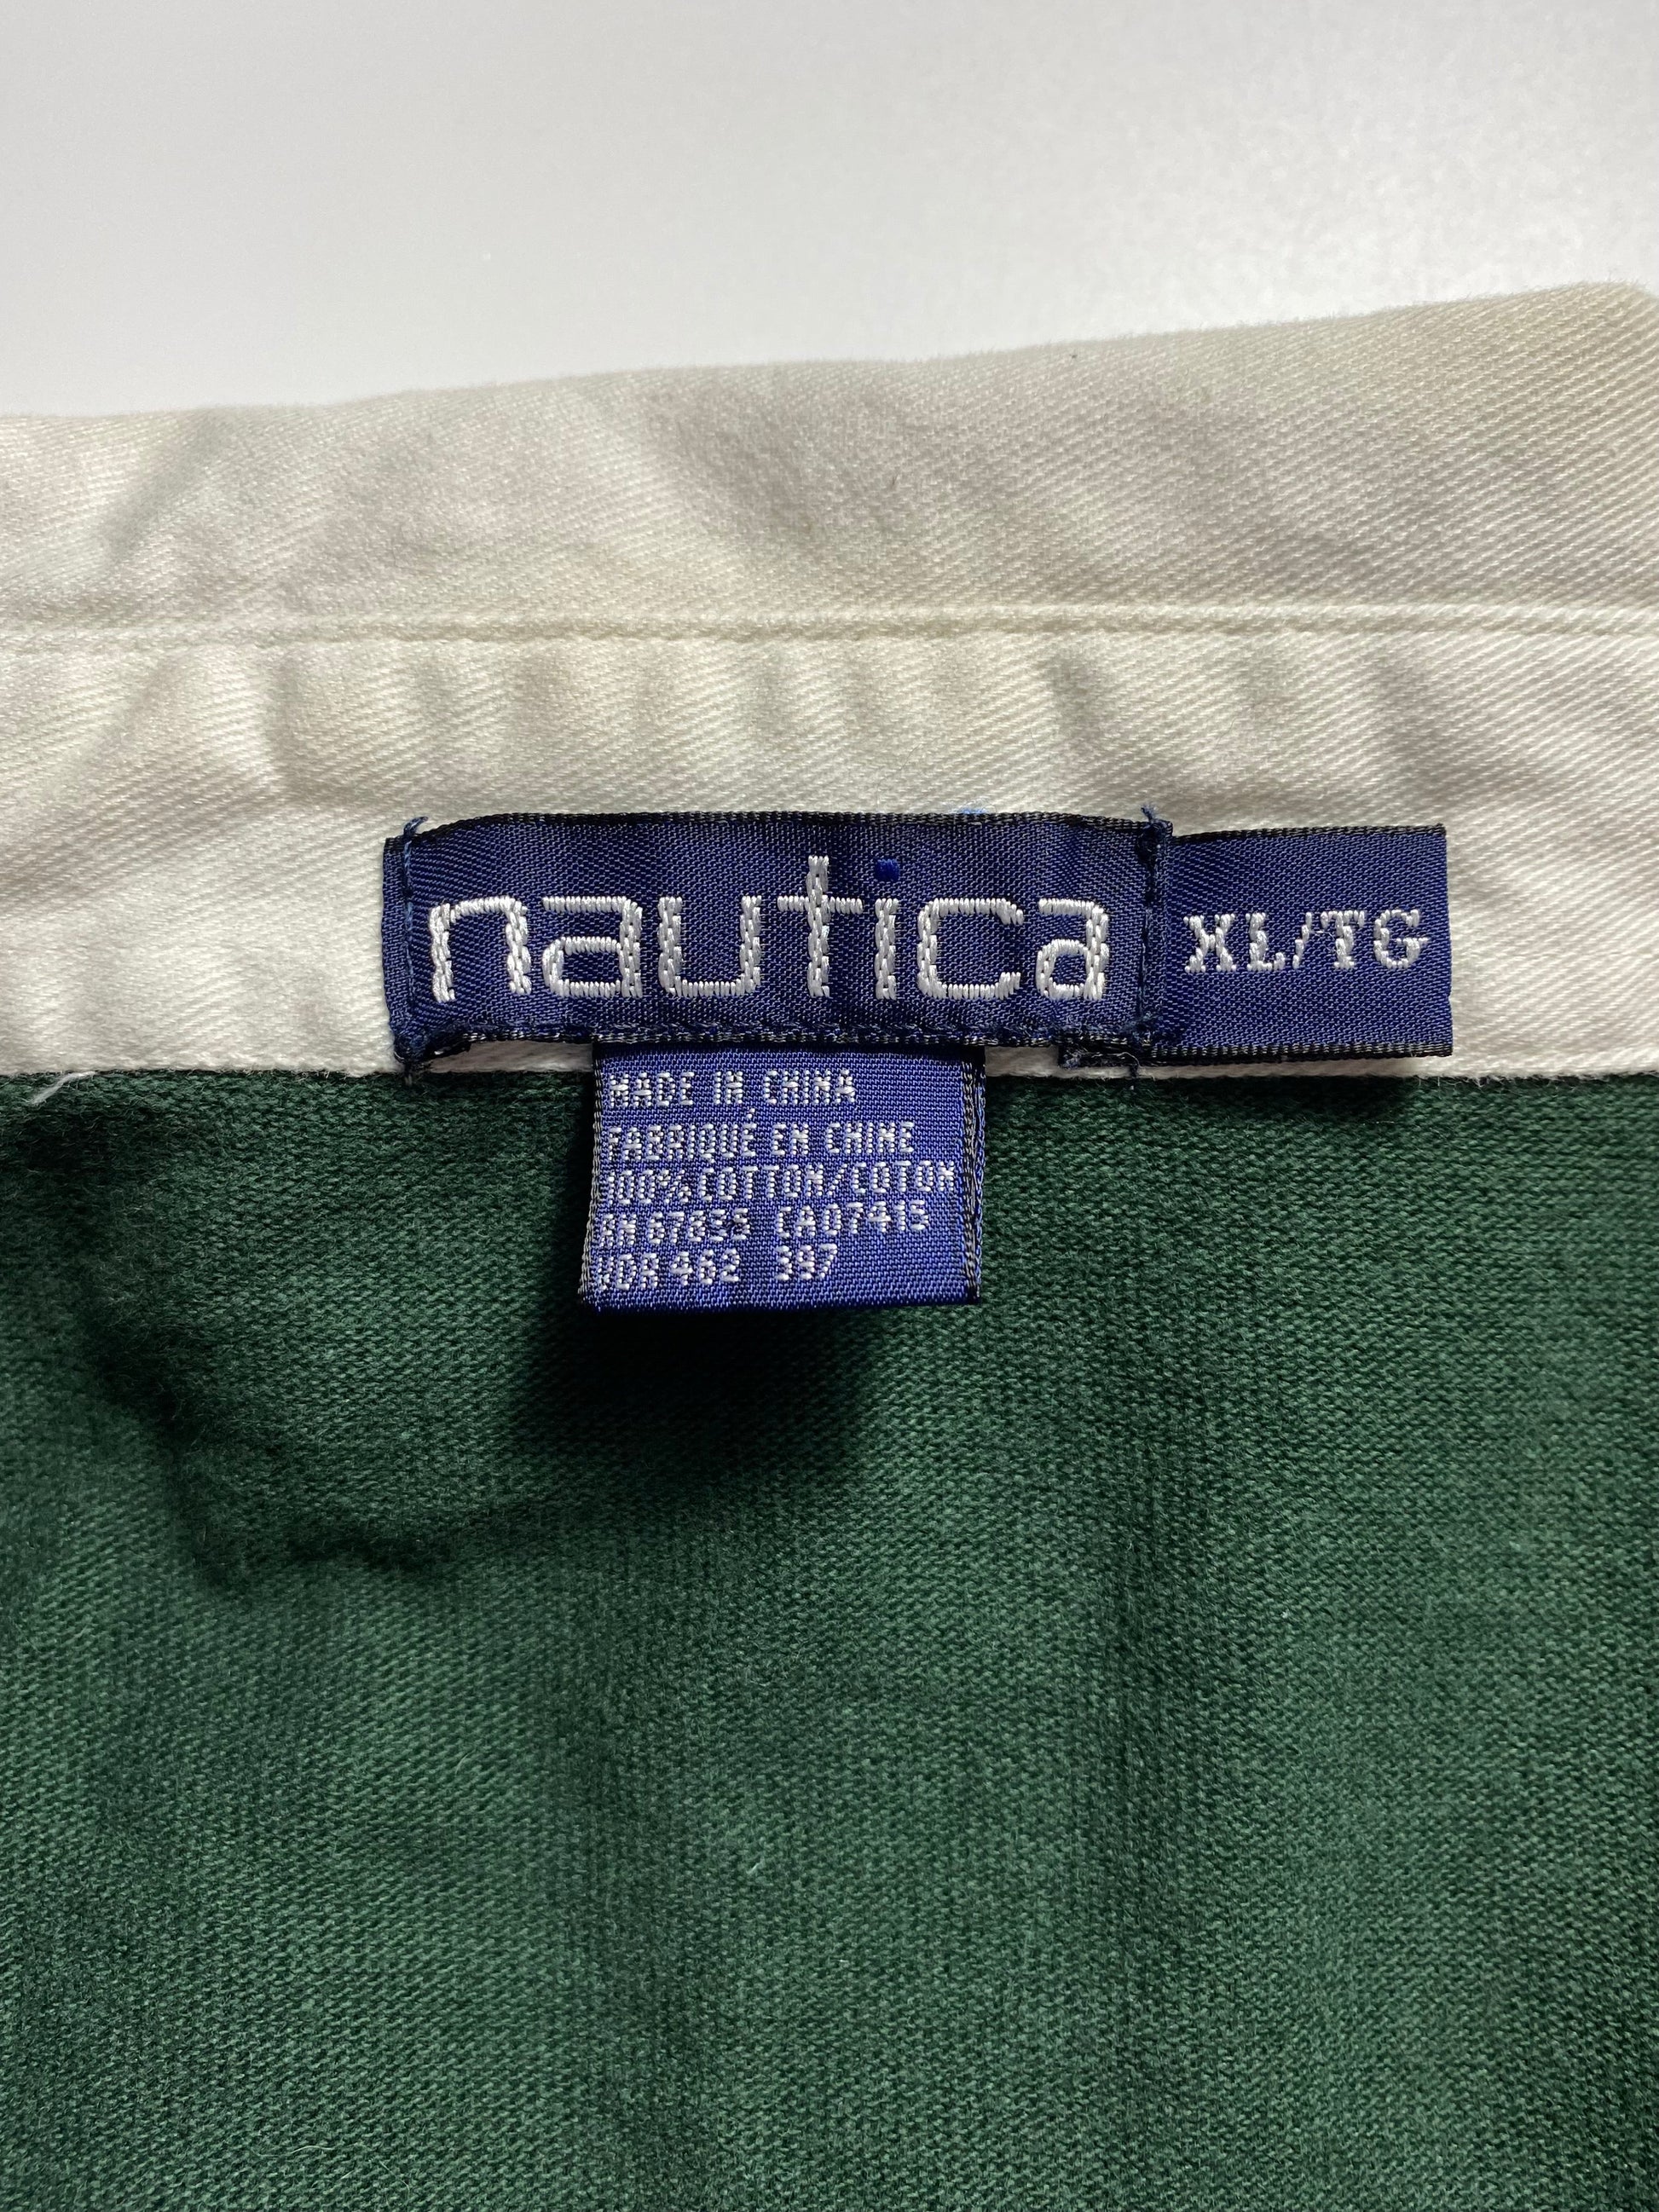 nautica XL/TG
MADE IN CHINA
FABRIQUÉ EN CHINE
100% COTTON/COTON
RN 67835 CA07415
VDR 462 397